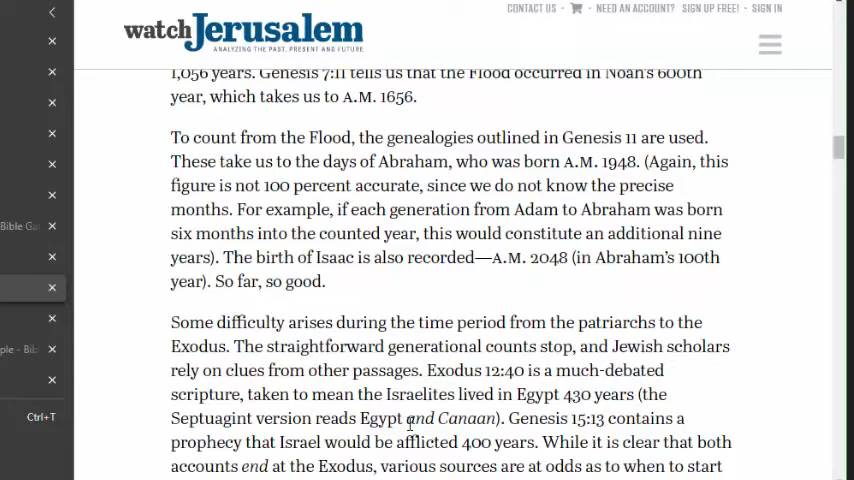 CONTACT US · · NEED AN ACCOUNT? SIGN UP FREE! · SIGN IN
watchJerusalem
ANALYZING THE PAST, PRESENT AND FUTURE
1,056 years. Genesis 7:11 tells us that the Flood occurred in Noah's 600th
year, which takes us to A.M. 1656.
To count from the Flood, the genealogies outlined in Genesis 11 are used.
These take us to the days of Abraham, who was born A.M. 1948. (Again, this
figure is not 100 percent accurate, since we do not know the precise
months. For example, if each generation from Adam to Abraham was born
six months into the counted year, this would constitute an additional nine
years). The birth of Isaac is also recorded—A.M. 2048 (in Abraham's 100th
year). So far, so good.
Some difficulty arises during the time period from the patriarchs to the
Exodus. The straightforward generational counts stop, and Jewish scholars
rely on clues from other passages. Exodus 12:40 is a much-debated
scripture, taken to mean the Israelites lived in Egypt 430 years (the
Septuagint version reads Egypt and Canaan). Genesis 15:13 contains a
prophecy that Israel would be afflicted 400 years. While it is clear that both
accounts end at the Exodus, various sources are at odds as to when to start
Bible Ga
ple - Bib
Ctrl+T